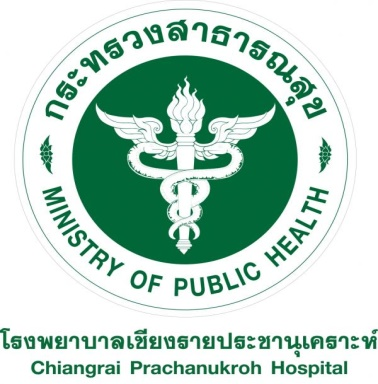 กระทรวงสาธารณสุข
MINISTRY OF PUBLIC HEALTH
โรงพยาบาลเชียงรายประชานุเคราะห์
Chiangrai Prachanukroh Hospital